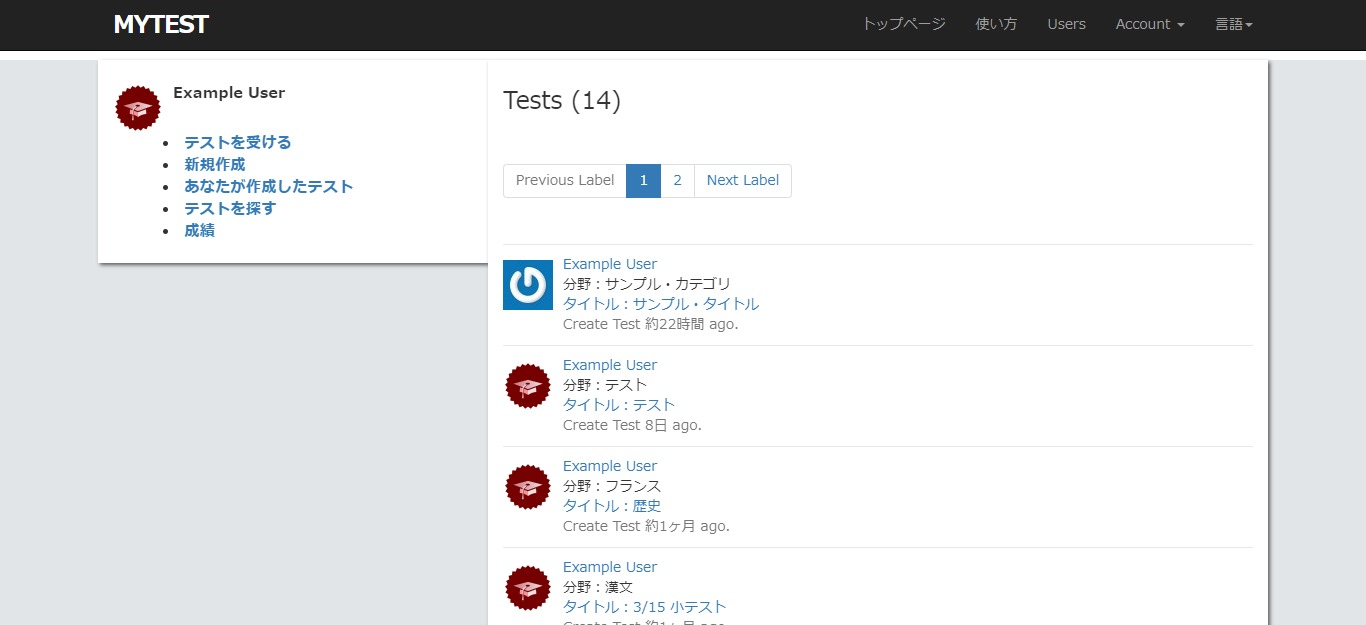 MYTEST
トップページ 使い方 Users Account 言語
Example User
テストを受ける
新規作成
あなたが作成したテスト
テストを探す
成績
Tests (14)
Previous Label 1 2 Next Label
Example User
分野：サンプル・カテゴリ
タイトル：サンプル・タイトル
Create Test 約22時間 ago.
Example User
分野：テスト
タイトル：テスト
Create Test 8日 ago.
Example User
分野：フランス
タイトル：歴史
Create Test 約1ヶ月 ago.
Example User
分野：漢文
タイトル：3/15 小テスト
Create Test 約1ヶ月 ago.